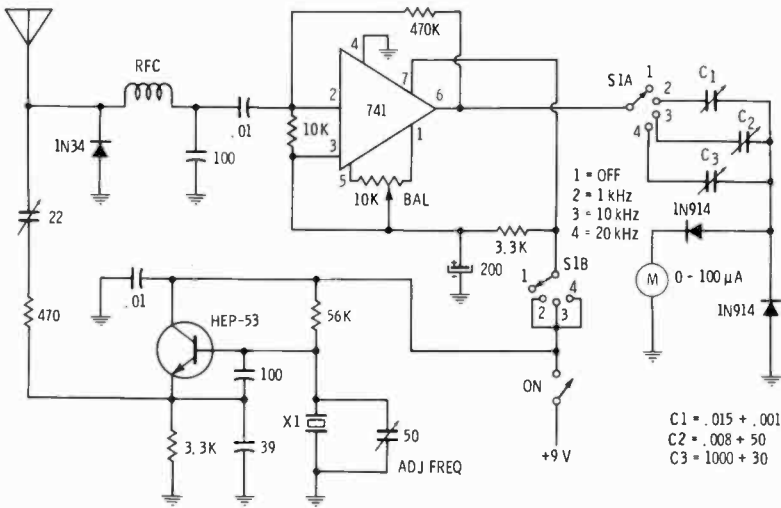 RFC
470K
4
7
S1A
1
2
3
4
C1
C2
C3
.01
2
741
6
1N34
10K
3
1
100
5
10K
BAL
1 = OFF
2 = 1 kHz
3 = 10 kHz
4 = 20 kHz
1N914
22
3.3K
200
S1B
1
4
2
3
M
0 - 100 µA
1N914
.01
470
HEP-53
56K
100
ON
X1
50
3.3K
39
ADJ FREQ
+9 V
C1 = .015 + .001
C2 = .008 + 50
C3 = 1000 + 30